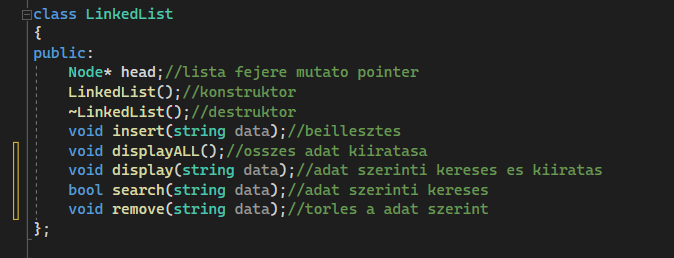 class LinkedList
{
public:
Node* head;//lista fejere mutato pointer
LinkedList();//konstruktor
~LinkedList();//destruktor
void insert(string data);//beillesztes
void displayALL();//osszes adat kiiratasa
void display(string data);//adat szerinti kereses es kiiratas
bool search(string data);//adat szerinti kereses
void remove(string data);//torles a adat szerint
};